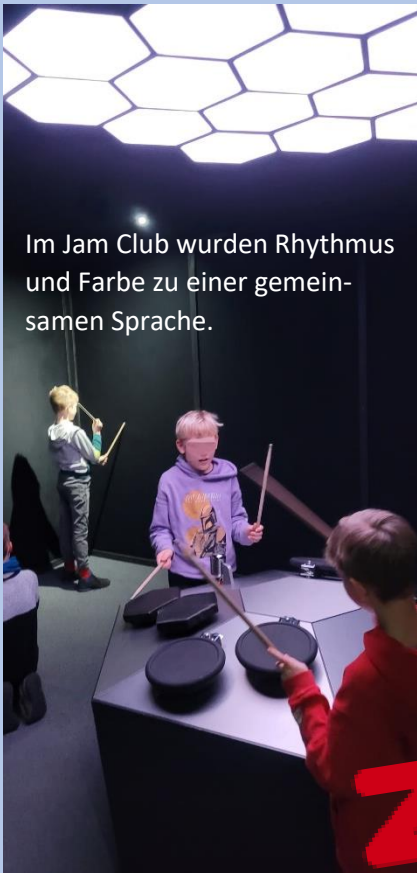 Im Jam Club wurden Rhythmus
und Farbe zu einer gemein-
samen Sprache.